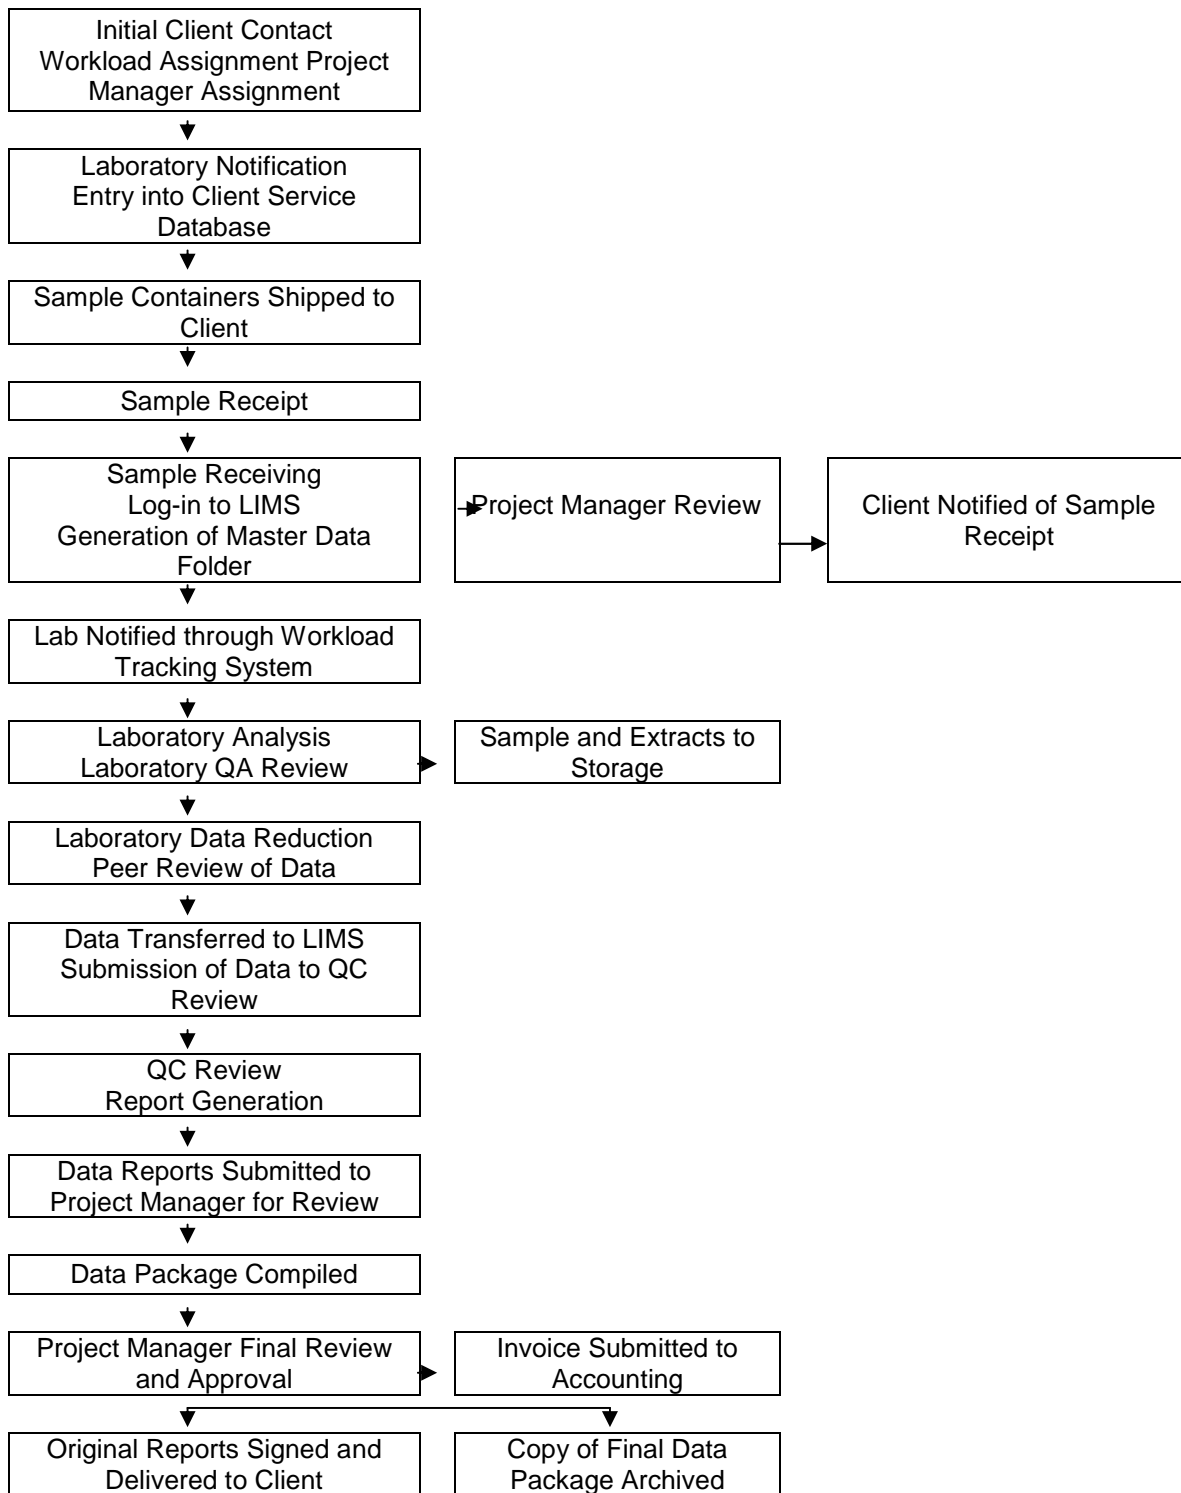 Initial Client Contact
Workload Assignment Project
Manager Assignment
Laboratory Notification
Entry into Client Service
Database
Sample Containers Shipped to
Client
Sample Receipt
Sample Receiving
Log-in to LIMS
Generation of Master Data
Folder
Project Manager Review
Client Notified of Sample
Receipt
Lab Notified through Workload
Tracking System
Laboratory Analysis
Laboratory QA Review
Sample and Extracts to
Storage
Laboratory Data Reduction
Peer Review of Data
Data Transferred to LIMS
Submission of Data to QC
Review
QC Review
Report Generation
Data Reports Submitted to
Project Manager for Review
Data Package Compiled
Project Manager Final Review
and Approval
Invoice Submitted to
Accounting
Original Reports Signed and
Delivered to Client
Copy of Final Data
Package Archived